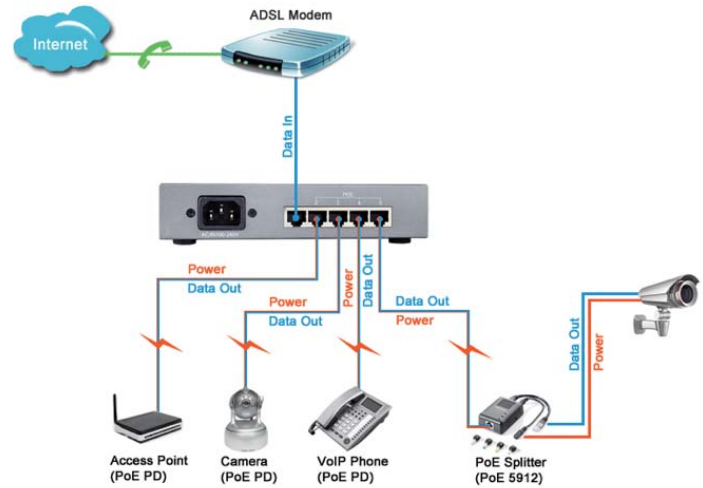 ADSL Modem
Internet
Data In
POE
Power
Data Out
Power
Data Out
Power
Data Out
Data Out
Power
Data Out
Power
Access Point
(PoE PD)
Camera
(PoE PD)
VoIP Phone
(PoE PD)
PoE Splitter
(PoE 5912)